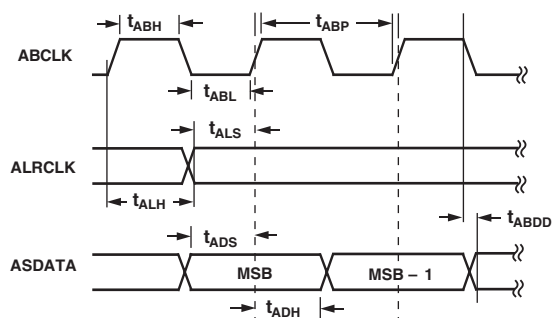 tABH
tABP
ABCLK
tABL
tALS
ALRCLK
tALH
tABDD
tADS
ASDATA
MSB
MSB – 1
tADH